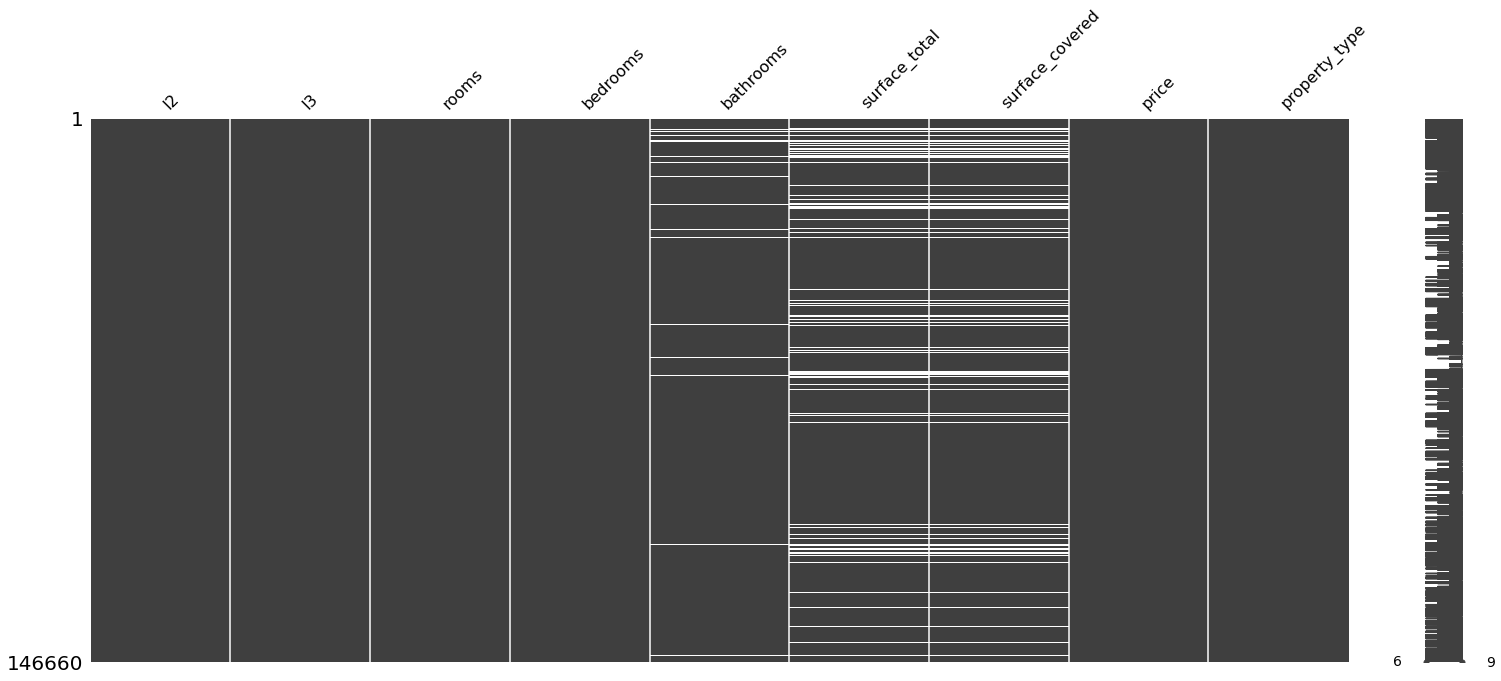 l2
l3
rooms
bedrooms
bathrooms
surface_total
surface_covered
price
property_type
1
146660
6
9